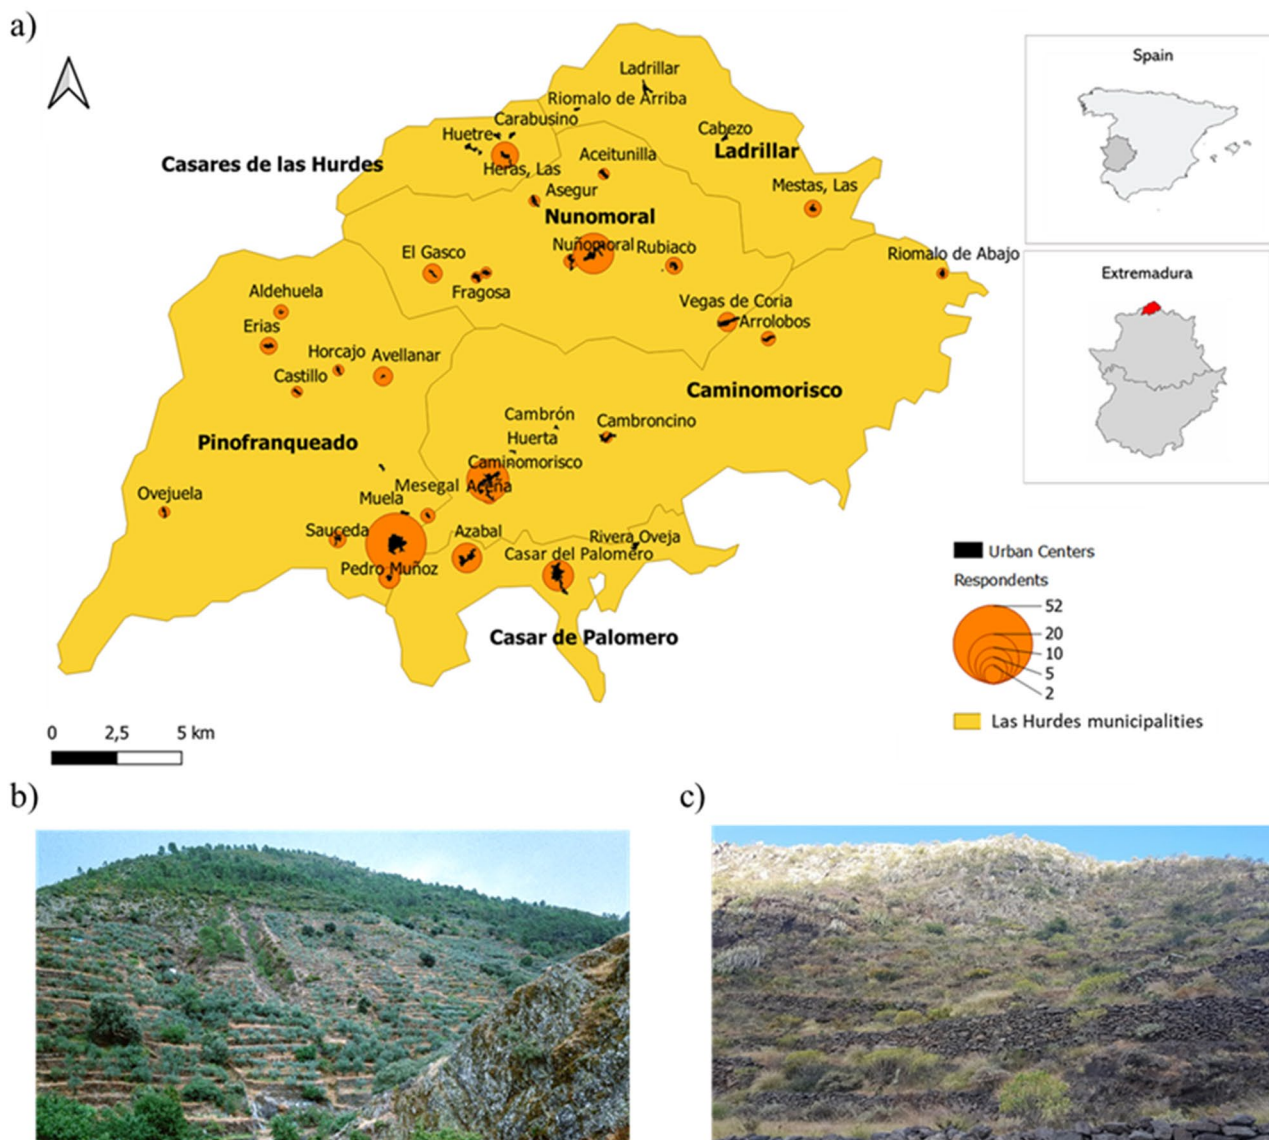 a)
Spain
Ladrillar
Riomalo de Arriba
Carabusino
Huetre
Cabezo
Casares de las Hurdes
Heras, Las
Aceitunilla
Ladrillar
Asegur
Mestas, Las
Nunomoral
El Gasco
Nuñomoral
Rubiaco
Riomalo de Abajo
Extremadura
Fragosa
Aldehuela
Vegas de Coria
Erias
Arrolobos
Horcajo
Avellanar
Castillo
Caminomorisco
Cambrón
Cambroncino
Huerta
Pinofranqueado
Caminomorisco
Mesegal
Aceña
Ovejuela
Muela
Sauceda
Azabal
Rivera Oveja
Casar del Palomero
Pedro Muñoz
Casar de Palomero
Urban Centers
Respondents
52
20
10
5
2
Las Hurdes municipalities
0 2,5 5 km
b)
c)